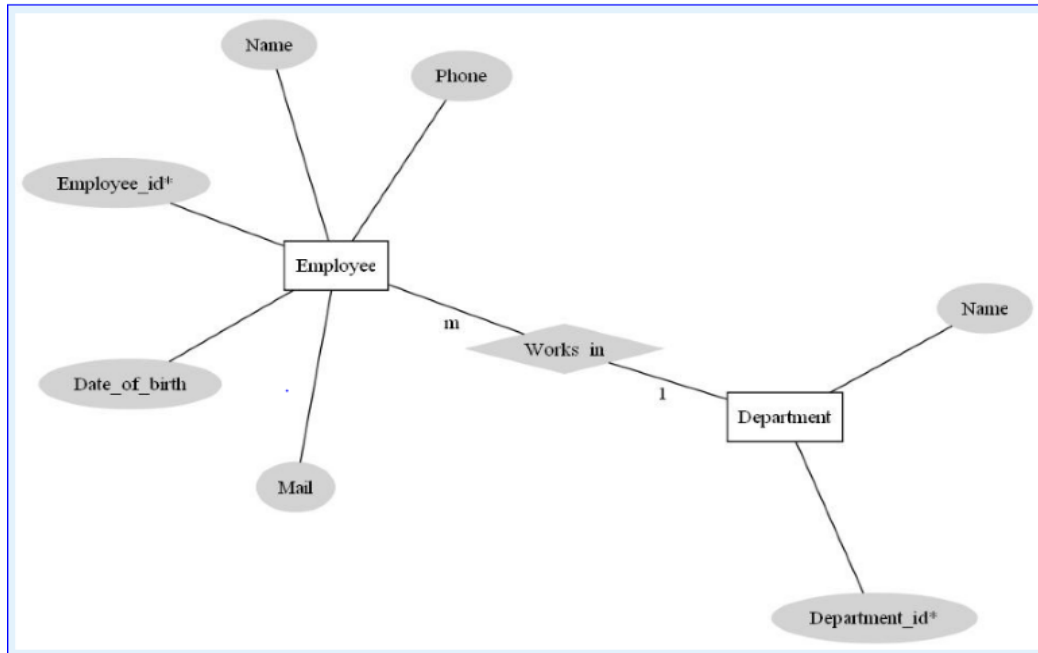 Name
Phone
Employee_id*
Employee
Name
m
Works in
Date_of_birth
1
Department
Mail
Department_id*